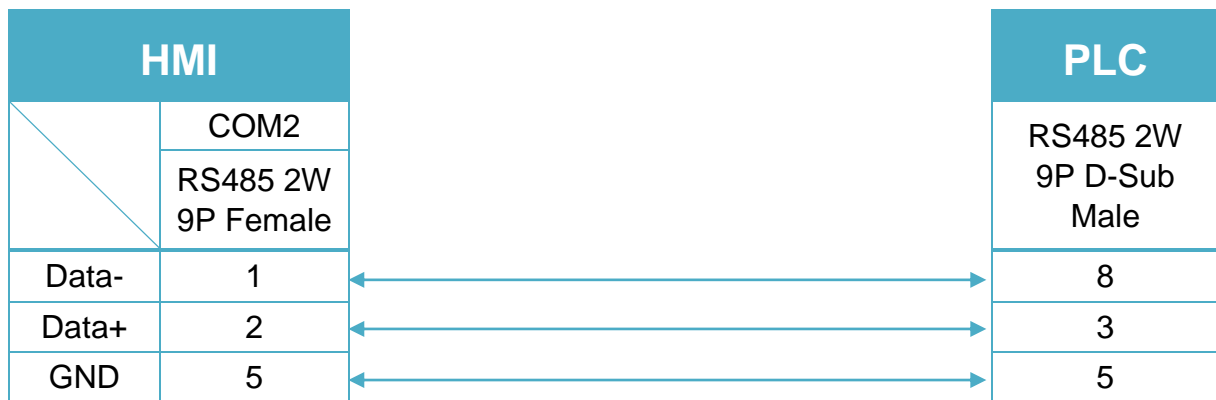 HMI
PLC
COM2
RS485 2W
9P Female
RS485 2W
9P D-Sub
Male
Data- 1 8
Data+ 2 3
GND 5 5